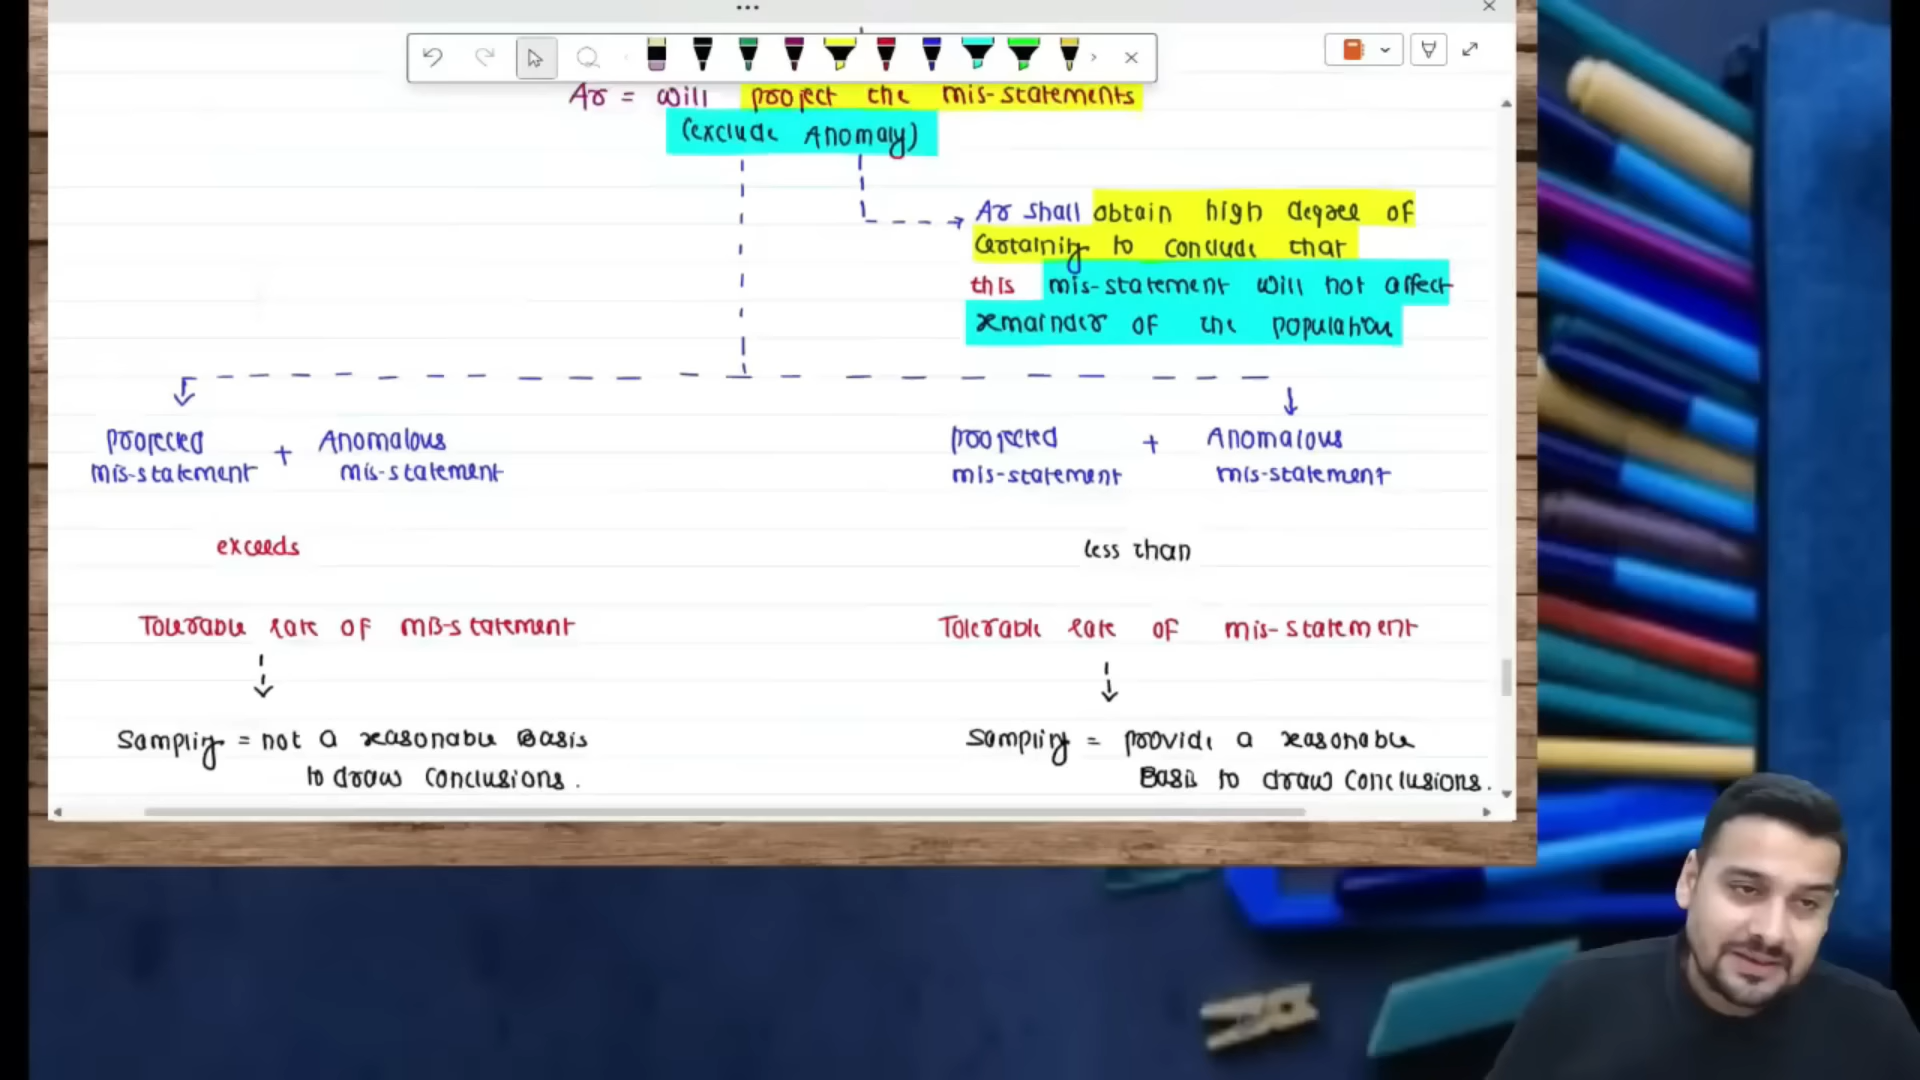 Ar = will project the mis-statements
(exclude Anomaly)
Ar shall obtain high degree of
Certainity to conclude that
this mis-statement will not affect
remainder of the population
projected + Anomalous
mis-statement mis-statement
projected + Anomalous
mis-statement mis-statement
exceeds
less than
Tolerable rate of mis-statement
Tolerable rate of mis-statement
Sampling = not a reasonable Basis
to draw conclusions.
Sampling = provide a reasonable
Basis to draw conclusions.